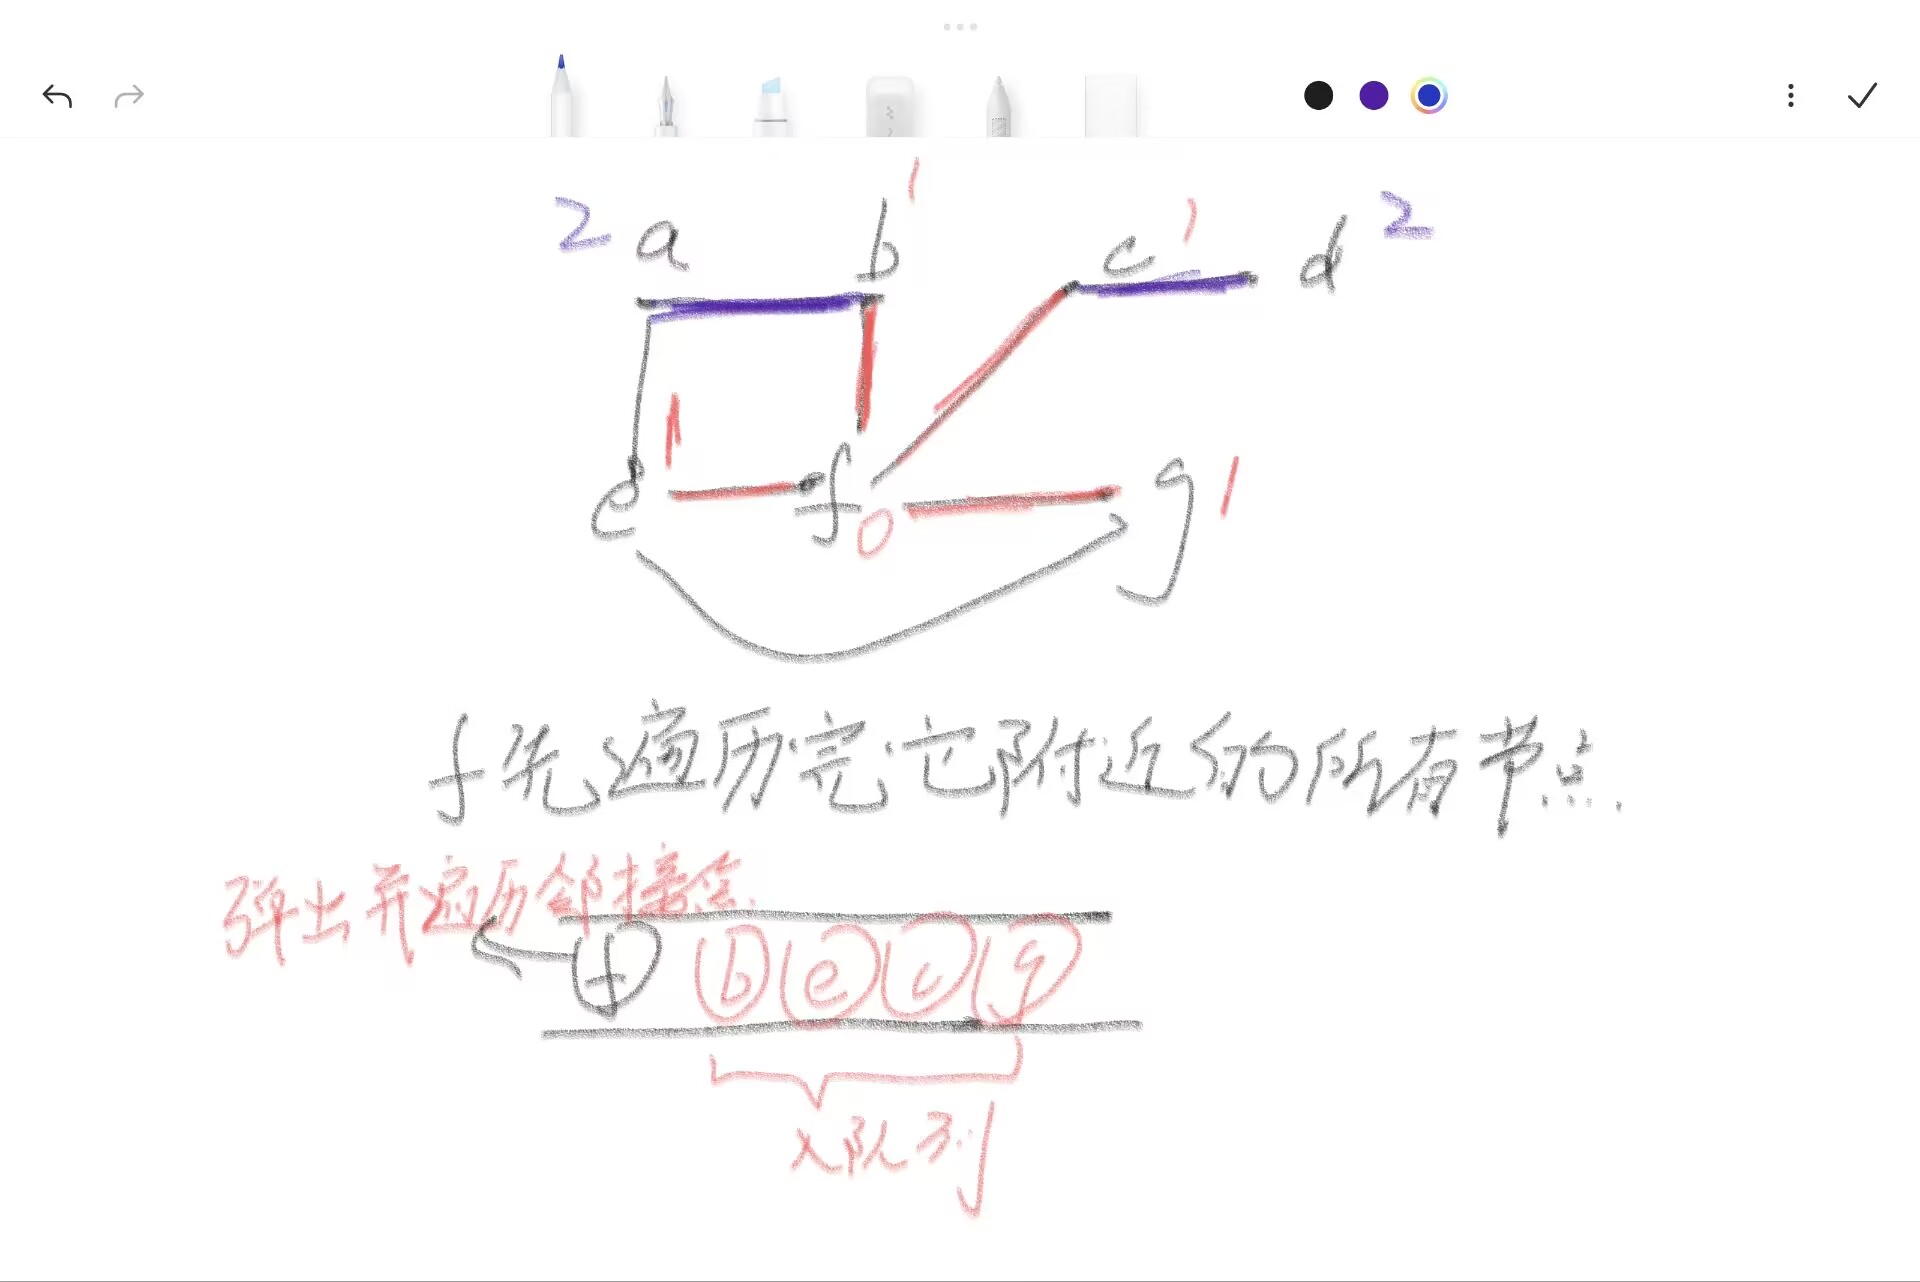 2 a b 1 c 1 d 2
1
e f 0 g 1
f先遍历完它附近的所有节点.
弹出并遍历邻接点.
f b e c g
入队列